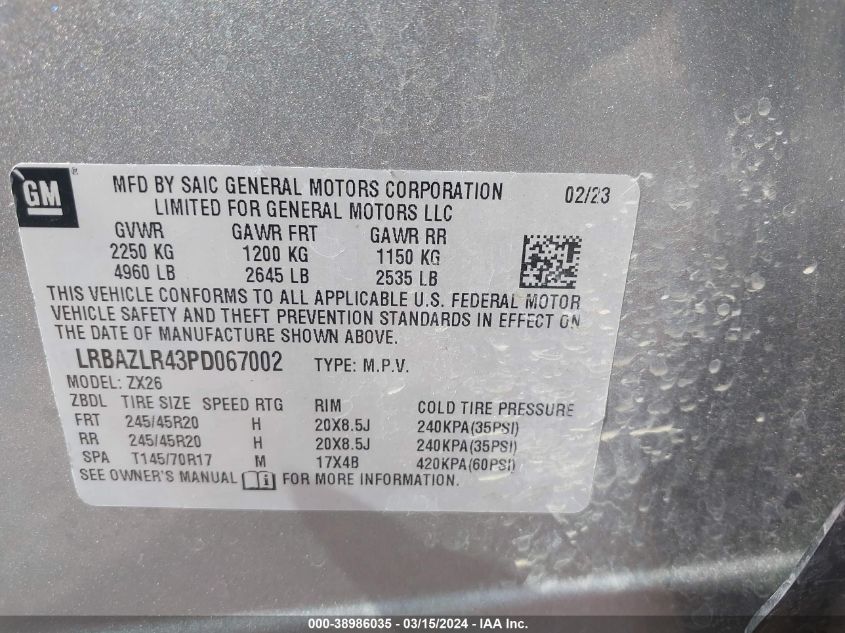 GM ®
MFD BY SAIC GENERAL MOTORS CORPORATION 02/23
LIMITED FOR GENERAL MOTORS LLC
GVWR GAWR FRT GAWR RR
2250 KG 1200 KG 1150 KG
4960 LB 2645 LB 2535 LB
THIS VEHICLE CONFORMS TO ALL APPLICABLE U.S. FEDERAL MOTOR
VEHICLE SAFETY AND THEFT PREVENTION STANDARDS IN EFFECT ON
THE DATE OF MANUFACTURE SHOWN ABOVE.
LRBAZLR43PD067002 TYPE: M.P.V.
MODEL: ZX26
ZBDL TIRE SIZE SPEED RTG RIM COLD TIRE PRESSURE
FRT 245/45R20 H 20X8.5J 240KPA(35PSI)
RR 245/45R20 H 20X8.5J 240KPA(35PSI)
SPA T145/70R17 M 17X4B 420KPA(60PSI)
SEE OWNER'S MANUAL FOR MORE INFORMATION.
000-38986035 - 03/15/2024 - IAA Inc.